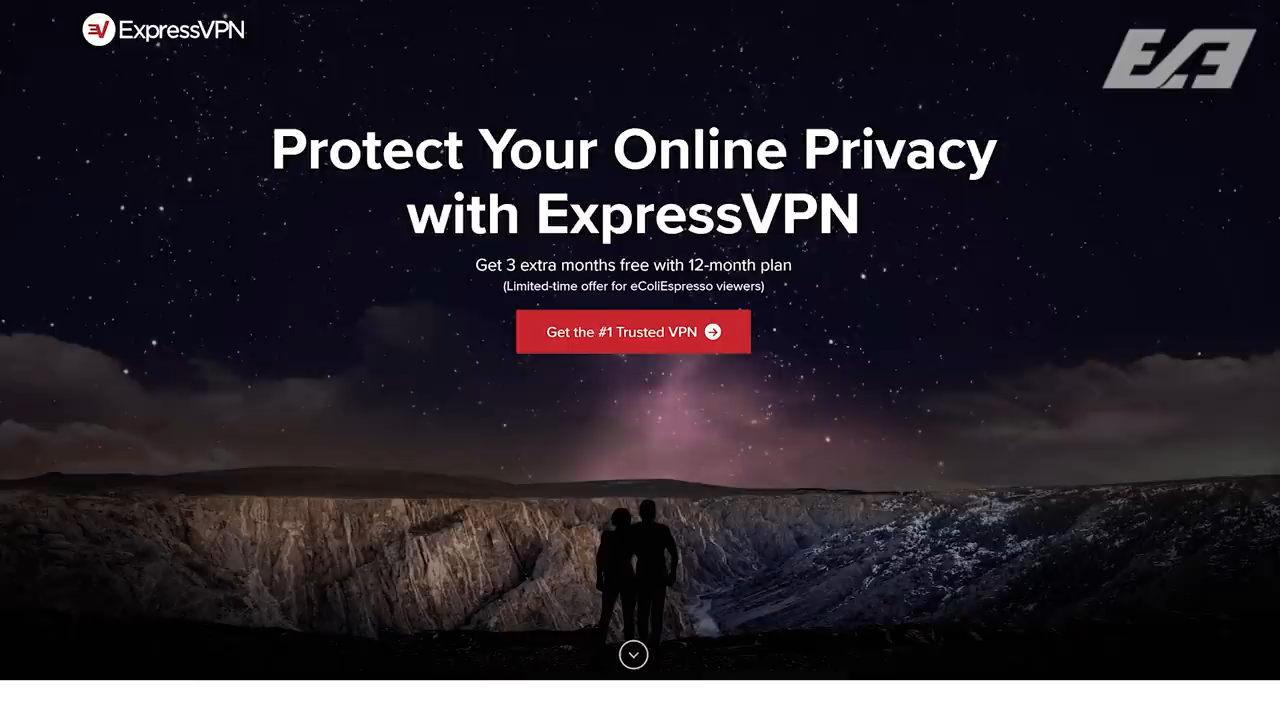 ExpressVPN
Protect Your Online Privacy
with ExpressVPN
Get 3 extra months free with 12-month plan
(Limited-time offer for eColiEspresso viewers)
Get the #1 Trusted VPN